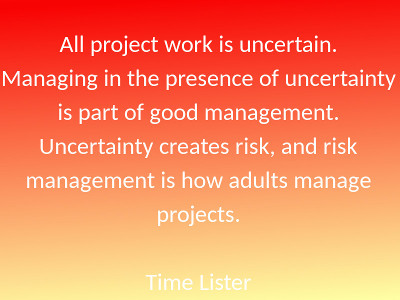 All project work is uncertain.
Managing in the presence of uncertainty
is part of good management.
Uncertainty creates risk, and risk
management is how adults manage
projects.
Time Lister